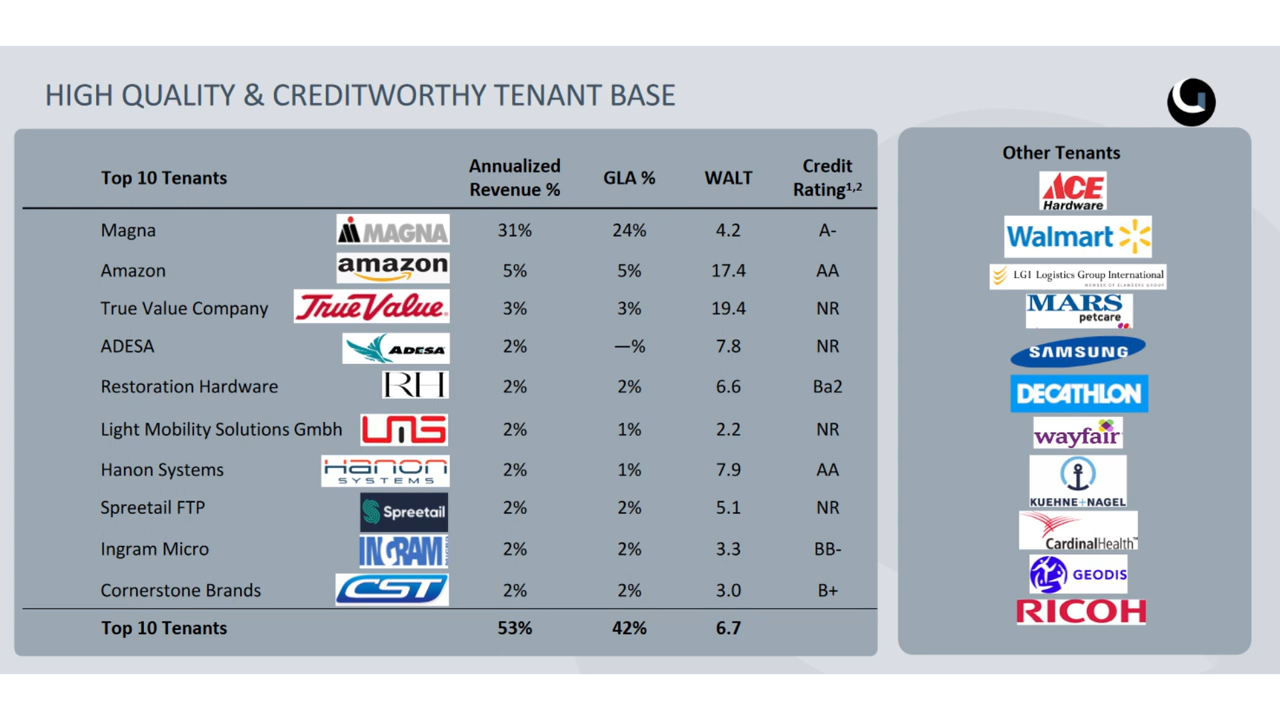 HIGH QUALITY & CREDITWORTHY TENANT BASE
Top 10 Tenants Annualized Revenue % GLA % WALT Credit Rating1,2
Magna MAGNA 31% 24% 4.2 A-
Amazon amazon 5% 5% 17.4 AA
True Value Company True Value. 3% 3% 19.4 NR
ADESA ADESA 2% —% 7.8 NR
Restoration Hardware RH 2% 2% 6.6 Ba2
Light Mobility Solutions Gmbh LMS 2% 1% 2.2 NR
Hanon Systems Hanon SYSTEMS 2% 1% 7.9 AA
Spreetail FTP Spreetail 2% 2% 5.1 NR
Ingram Micro INGRAM 2% 2% 3.3 BB-
Cornerstone Brands CST 2% 2% 3.0 B+
Top 10 Tenants 53% 42% 6.7
Other Tenants
ACE
Hardware
Walmart
LGI Logistics Group International
MEMBER OF ELAMEDES GROUP
MARS
petcare
SAMSUNG
DECATHLON
wayfair
KUEHNE+NAGEL
CardinalHealth™
GEODIS
RICOH